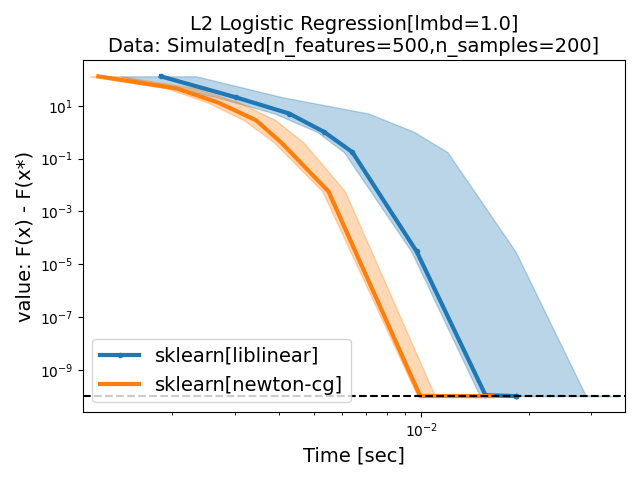 L2 Logistic Regression[lmbd=1.0]
Data: Simulated[n_features=500,n_samples=200]
value: F(x) - F(x*)
10¹
10⁻¹
10⁻³
10⁻⁵
10⁻⁷
10⁻⁹
sklearn[liblinear]
sklearn[newton-cg]
10⁻²
Time [sec]